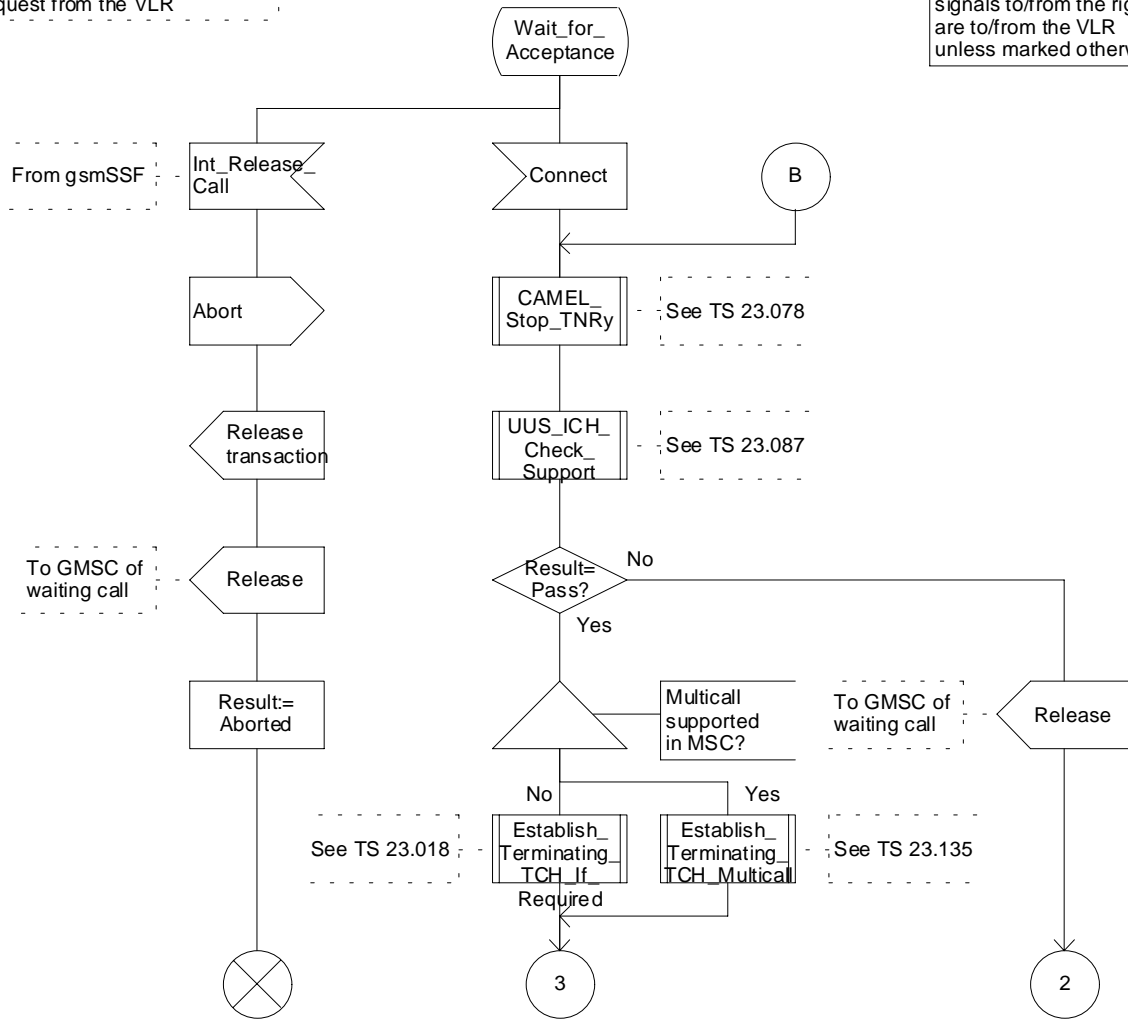 quest from the VLR
signals to/from the rig
are to/from the VLR
unless marked otherw
Wait_for_
Acceptance
From gsmSSF
Int_Release_
Call
Connect
B
Abort
CAMEL_
Stop_TNRy
See TS 23.078
Release
transaction
UUS_ICH_
Check_
Support
See TS 23.087
To GMSC of
waiting call
Release
Result=
Pass?
No
Yes
Result:=
Aborted
Multicall
supported
in MSC?
To GMSC of
waiting call
Release
No
Yes
See TS 23.018
Establish_
Terminating_
TCH_If_
Required
Establish_
Terminating_
TCH_Multicall
See TS 23.135
3
2